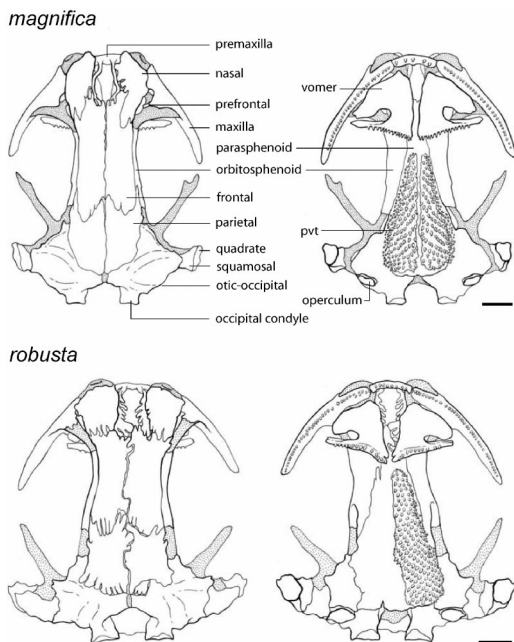 magnifica
premaxilla
nasal
prefrontal
maxilla
parasphenoid
orbitosphenoid
frontal
parietal
quadrate
squamosal
otic-occipital
occipital condyle
vomer
pvt
operculum
robusta